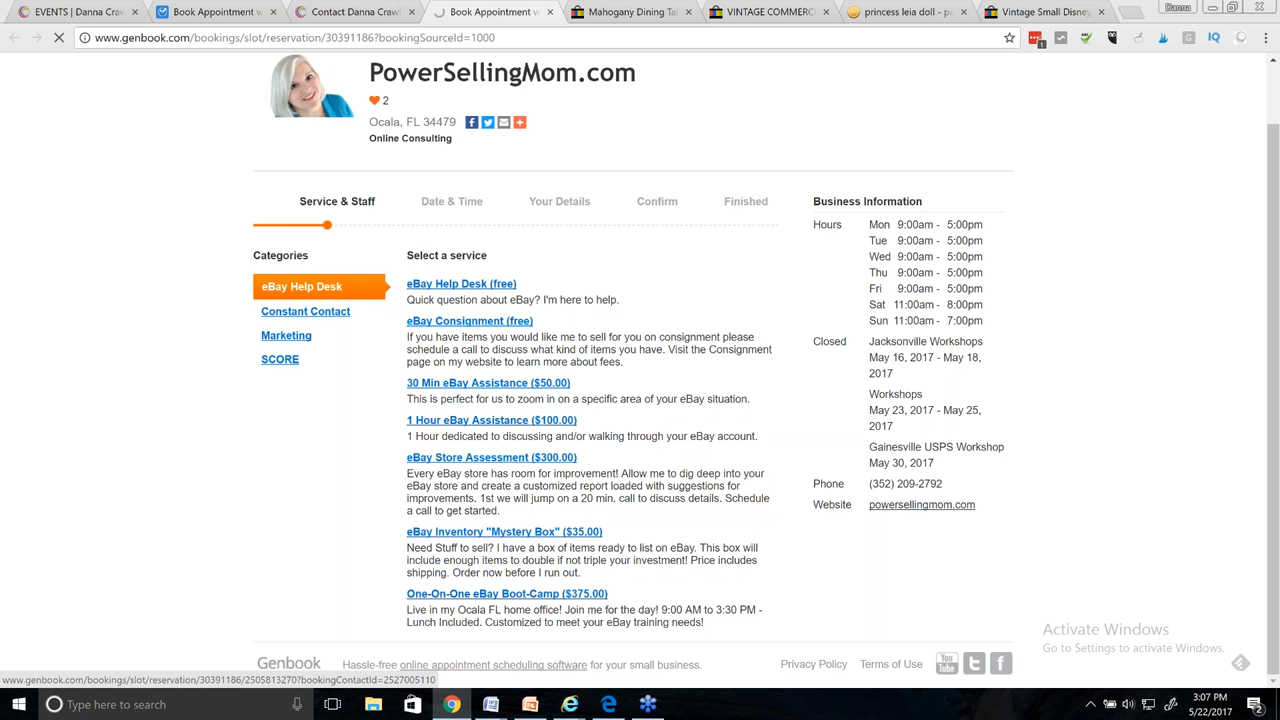 EVENTS | Danna Craw
Book Appointment w
Contact Danna Crawl
Book Appointment w
Mahogany Dining Tab
VINTAGE COMMERC
princess leia doll - po
Vintage Small Disney
Danna
www.genbook.com/bookings/slot/reservation/30391186?bookingSourceId=1000
PowerSellingMom.com
2
Ocala, FL 34479
Online Consulting
Service & Staff
Date & Time
Your Details
Confirm
Finished
Categories
eBay Help Desk
Constant Contact
Marketing
SCORE
Select a service
eBay Help Desk (free)
Quick question about eBay? I'm here to help.
eBay Consignment (free)
If you have items you would like me to sell for you on consignment please
schedule a call to discuss what kind of items you have. Visit the Consignment
page on my website to learn more about fees.
30 Min eBay Assistance ($50.00)
This is perfect for us to zoom in on a specific area of your eBay situation.
1 Hour eBay Assistance ($100.00)
1 Hour dedicated to discussing and/or walking through your eBay account.
eBay Store Assessment ($300.00)
Every eBay store has room for improvement! Allow me to dig deep into your
eBay store and create a customized report loaded with suggestions for
improvements. 1st we will jump on a 20 min. call to discuss details. Schedule
a call to get started.
eBay Inventory "Mystery Box" ($35.00)
Need Stuff to sell? I have a box of items ready to list on eBay. This box will
include enough items to double if not triple your investment! Price includes
shipping. Order now before I run out.
One-On-One eBay Boot-Camp ($375.00)
Live in my Ocala FL home office! Join me for the day! 9:00 AM to 3:30 PM -
Lunch Included. Customized to meet your eBay training needs!
Business Information
Hours Mon 9:00am - 5:00pm
Tue 9:00am - 5:00pm
Wed 9:00am - 5:00pm
Thu 9:00am - 5:00pm
Fri 9:00am - 5:00pm
Sat 11:00am - 8:00pm
Sun 11:00am - 7:00pm
Closed Jacksonville Workshops
May 16, 2017 - May 18,
2017
Workshops
May 23, 2017 - May 25,
2017
Gainesville USPS Workshop
May 30, 2017
Phone (352) 209-2792
Website powersellingmom.com
Activate Windows
Go to Settings to activate Windows.
Genbook Hassle-free online appointment scheduling software for your small business.
Privacy Policy Terms of Use
You Tube
www.genbook.com/bookings/slot/reservation/30391186/2505813270?bookingContactId=2527005110
Type here to search
3:07 PM
5/22/2017